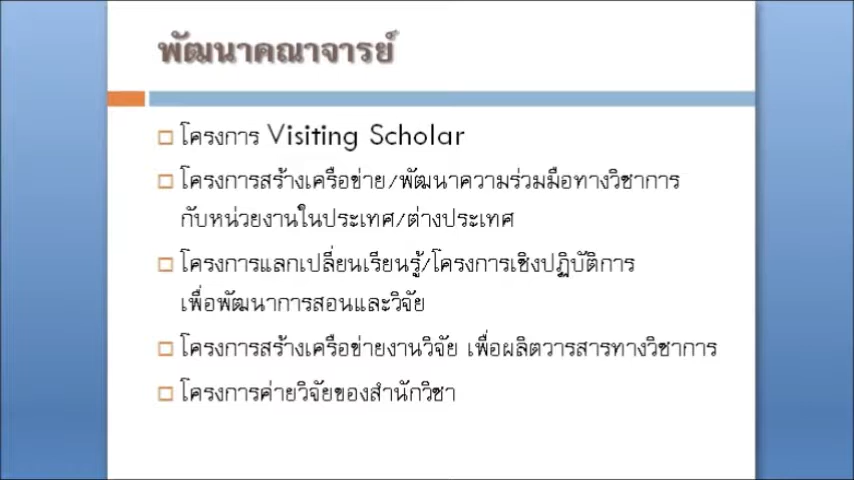 พัฒนาคณาจารย์
โครงการ Visiting Scholar
โครงการสร้างเครือข่าย/พัฒนาความร่วมมือทางวิชาการ
กับหน่วยงานในประเทศ/ต่างประเทศ
โครงการแลกเปลี่ยนเรียนรู้/โครงการเชิงปฏิบัติการ
เพื่อพัฒนาการสอนและวิจัย
โครงการสร้างเครือข่ายงานวิจัย เพื่อผลิตวารสารทางวิชาการ
โครงการค่ายวิจัยของสำนักวิชา